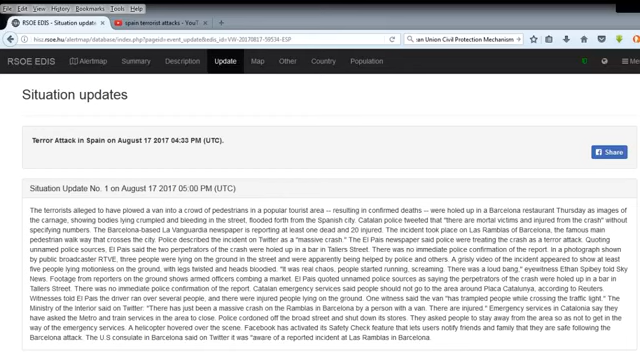 File Edit View History Bookmarks Tools Help
RSOE EDIS - Situation update × spain terrorist attacks - YouT ×
hisz.rsoe.hu/alertmap/database/index.php?pageid=event_update&edis_id=VW-20170817-59534-ESP an Union Civil Protection Mechanism
RSOE EDIS Alertmap Summary Description Update Map Other Country Population
Situation updates
Terror Attack in Spain on August 17 2017 04:33 PM (UTC).
Share
Situation Update No. 1 on August 17 2017 05:00 PM (UTC)
The terrorists alleged to have plowed a van into a crowd of pedestrians in a popular tourist area -- resulting in confirmed deaths -- were holed up in a Barcelona restaurant Thursday as images of
the carnage, showing bodies lying crumpled and bleeding in the street, flooded forth from the Spanish city. Catalan police tweeted that "there are mortal victims and injured from the crash" without
specifying numbers. The Barcelona-based La Vanguardia newspaper is reporting at least one dead and 20 injured. The incident took place on Las Ramblas of Barcelona, the famous main
pedestrian walk way that crosses the city. Police described the incident on Twitter as a "massive crash." The El Pais newspaper said police were treating the crash as a terror attack. Quoting
unnamed police sources, El Pais said the two perpetrators of the crash were holed up in a bar in Tallers Street. There was no immediate police confirmation of the report. In a photograph shown
by public broadcaster RTVE, three people were lying on the ground in the street and were apparently being helped by police and others. A grisly video of the incident appeared to show at least
five people lying motionless on the ground, with legs twisted and heads bloodied. "It was real chaos, people started running, screaming. There was a loud bang," eyewitness Ethan Spibey told Sky
News. Footage from reporters on the ground shows armed officers combing a market. El Pais quoted unnamed police sources as saying the perpetrators of the crash were holed up in a bar in
Tallers Street. There was no immediate police confirmation of the report. Catalan emergency services said people should not go to the area around Placa Catalunya, according to Reuters.
Witnesses told El Pais the driver ran over several people, and there were injured people lying on the ground. One witness said the van "has trampled people while crossing the traffic light." The
Ministry of the interior said on Twitter: "There has just been a massive crash on the Ramblas in Barcelona by a person with a van. There are injured." Emergency services in Catalonia say they
have asked the Metro and train services in the area to close. Police cordoned off the broad street and shut down its stores. They asked people to stay away from the area so as not to get in the
way of the emergency services. A helicopter hovered over the scene. Facebook has activated its Safety Check feature that lets users notify friends and family that they are safe following the
Barcelona attack. The U.S consulate in Barcelona said on Twitter it was "aware of a reported incident at Las Ramblas in Barcelona.